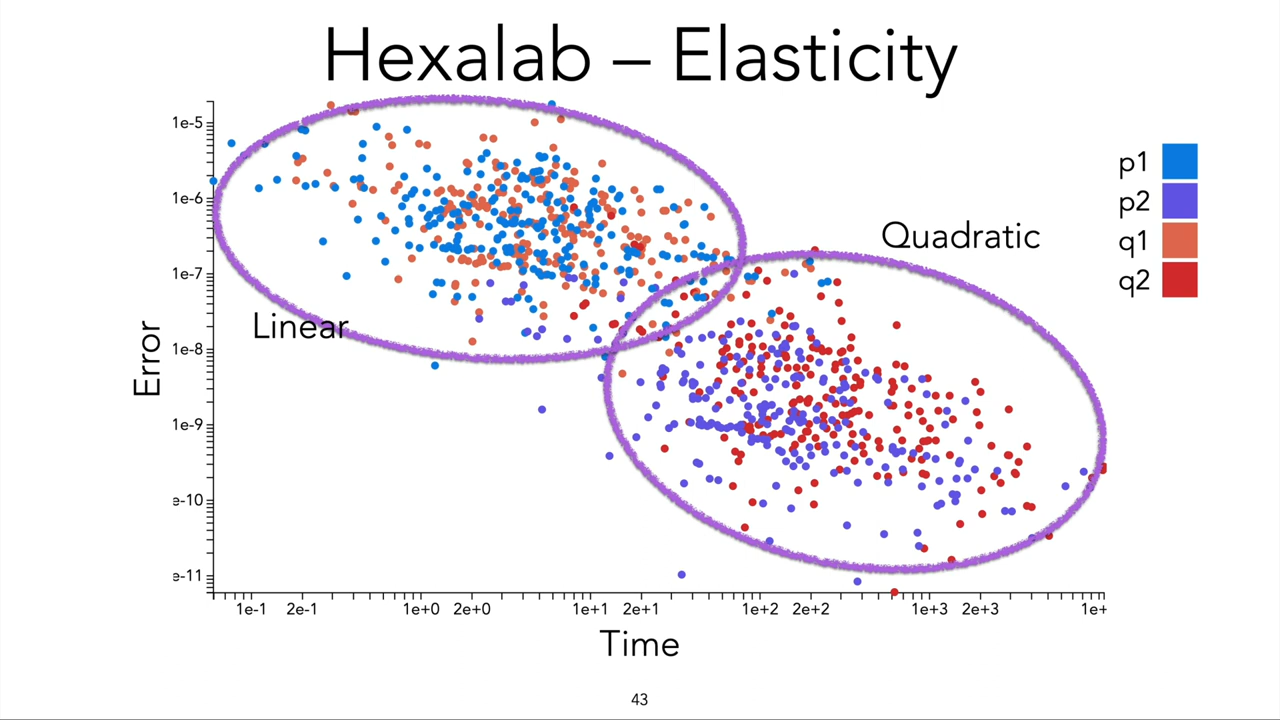 Hexalab – Elasticity
1e-5
1e-6
1e-7
1e-8
1e-9
e-10
e-11
Error
Linear
Quadratic
p1
p2
q1
q2
1e-1 2e-1 1e+0 2e+0 1e+1 2e+1 1e+2 2e+2 1e+3 2e+3 1e+
Time
43